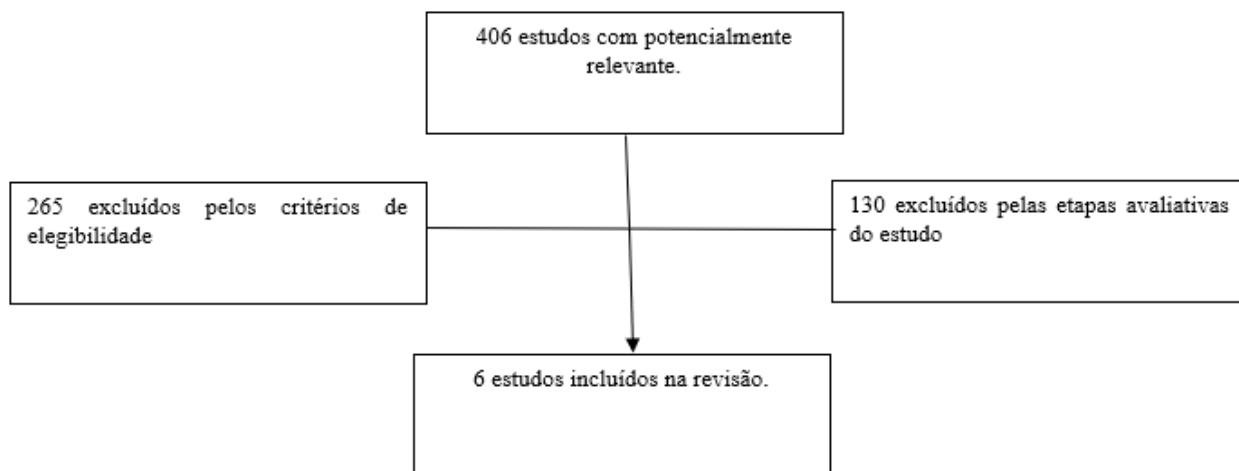 406 estudos com potencialmente
relevante.
265 excluídos pelos critérios de
elegibilidade
130 excluídos pelas etapas avaliativas
do estudo
6 estudos incluídos na revisão.